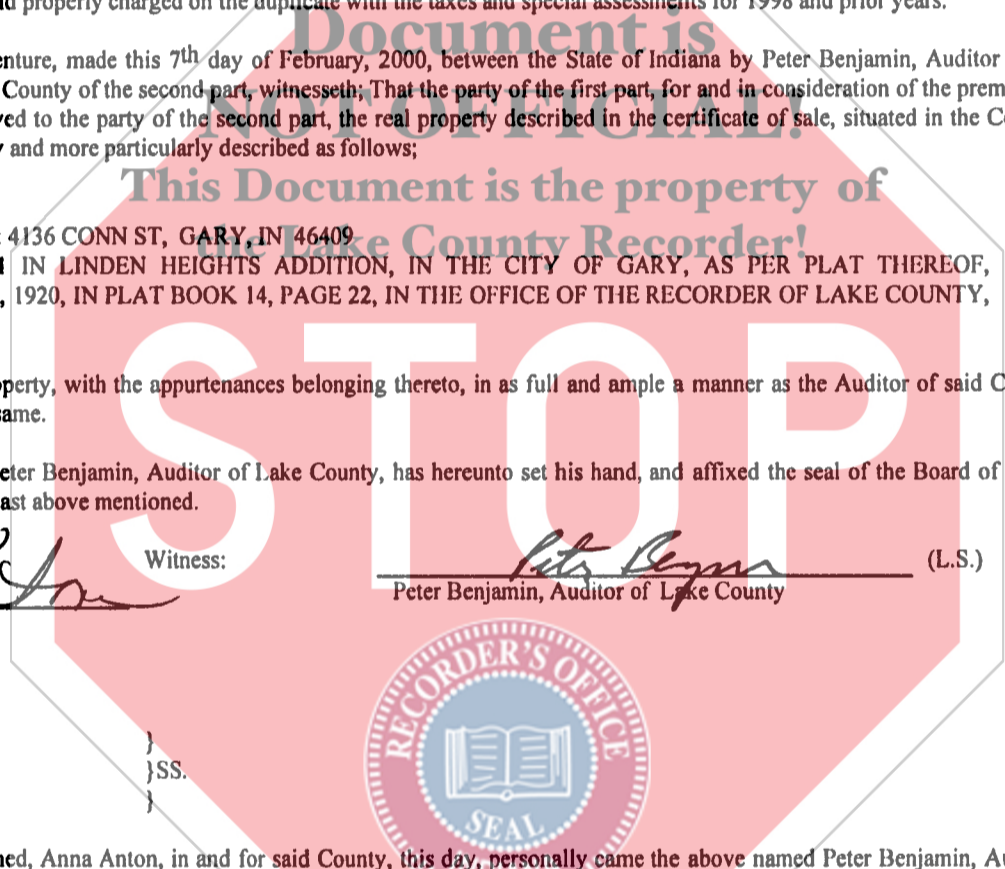 d properly charged on the duplicate with the taxes and special assessments for 1998 and prior years.
Document is
enture, made this 7th day of February, 2000, between the State of Indiana by Peter Benjamin, Auditor
County of the second part, witnesseth; That the party of the first part, for and in consideration of the prem
NOT OFFICIAL!
yed to the party of the second part, the real property described in the certificate of sale, situated in the C
and more particularly described as follows;
This Document is the property of
the Lake County Recorder!
: 4136 CONN ST, GARY, IN 46409
IN LINDEN HEIGHTS ADDITION, IN THE CITY OF GARY, AS PER PLAT THEREOF,
, 1920, IN PLAT BOOK 14, PAGE 22, IN THE OFFICE OF THE RECORDER OF LAKE COUNTY,
STOP
operty, with the appurtenances belonging thereto, in as full and ample a manner as the Auditor of said C
same.
eter Benjamin, Auditor of Lake County, has hereunto set his hand, and affixed the seal of the Board of
ast above mentioned.
Witness:
(L.S.)
Peter Benjamin, Auditor of Lake County
RECORDER'S OFFICE
SEAL
}
}SS.
}
ned, Anna Anton, in and for said County, this day, personally came the above named Peter Benjamin, Au